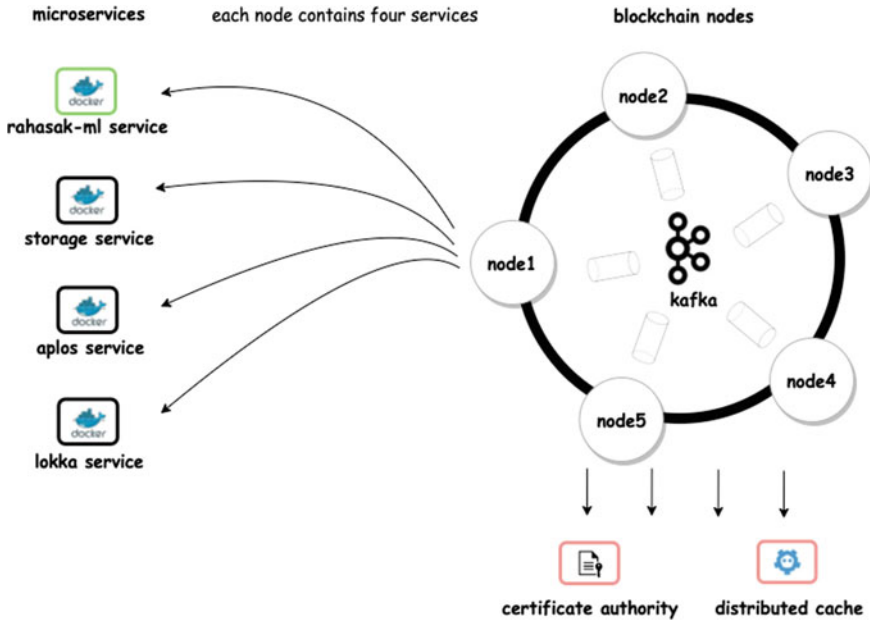 microservices
each node contains four services
blockchain nodes
docker
rahasak-ml service
docker
storage service
docker
aplos service
docker
lokka service
node2
node3
node1
kafka
node4
node5
certificate authority
distributed cache